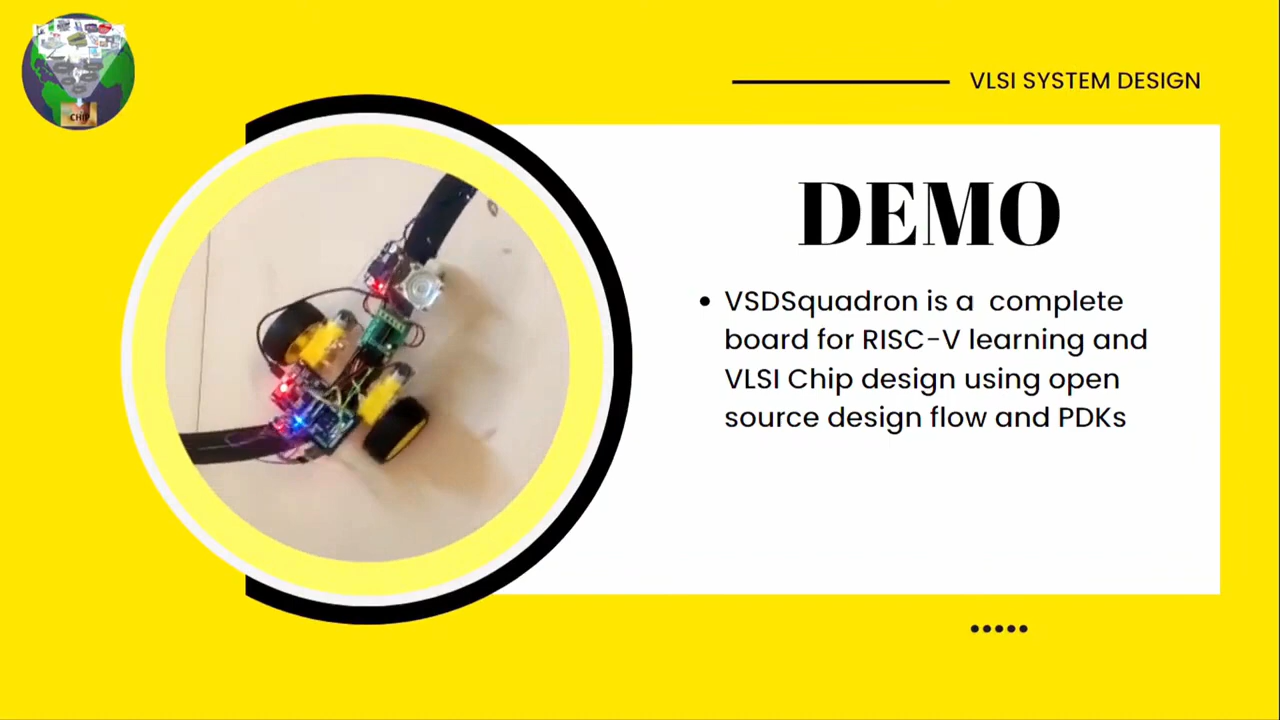 CHIP
VLSI SYSTEM DESIGN
DEMO
• VSDSquadron is a complete
board for RISC-V learning and
VLSI Chip design using open
source design flow and PDKs